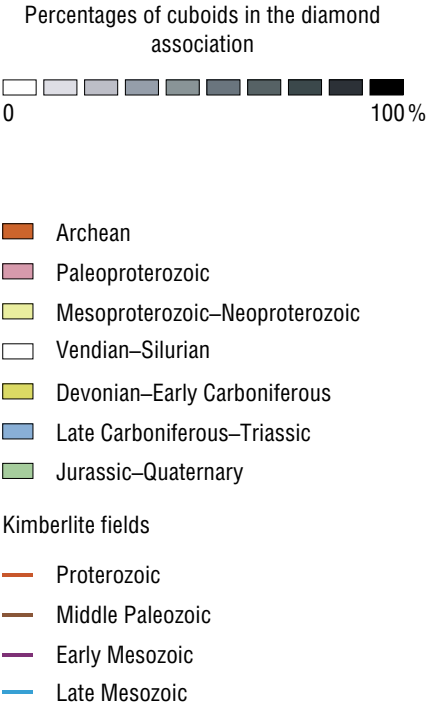 Percentages of cuboids in the diamond
association
0 100%
Archean
Paleoproterozoic
Mesoproterozoic–Neoproterozoic
Vendian–Silurian
Devonian–Early Carboniferous
Late Carboniferous–Triassic
Jurassic–Quaternary
Kimberlite fields
Proterozoic
Middle Paleozoic
Early Mesozoic
Late Mesozoic